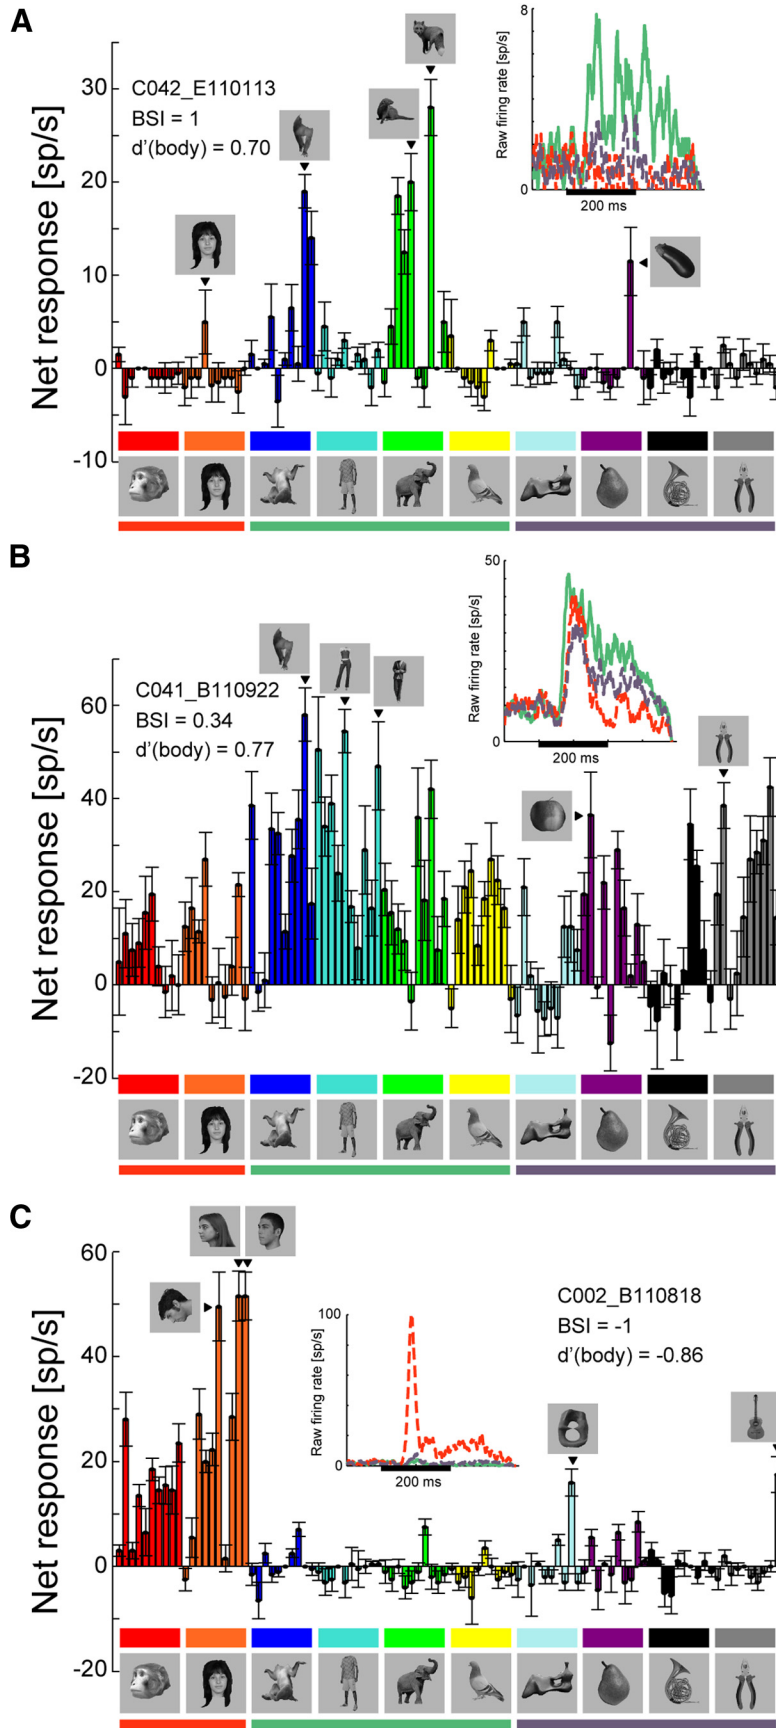 A
Net response [sp/s]
30
20
10
0
-10
C042_E110113
BSI = 1
d'(body) = 0.70
Raw firing rate [sp/s]
8
0
200 ms
B
Net response [sp/s]
60
40
20
0
-20
C041_B110922
BSI = 0.34
d'(body) = 0.77
Raw firing rate [sp/s]
50
0
200 ms
C
Net response [sp/s]
60
40
20
0
-20
C002_B110818
BSI = -1
d'(body) = -0.86
Raw firing rate [sp/s]
100
0
200 ms